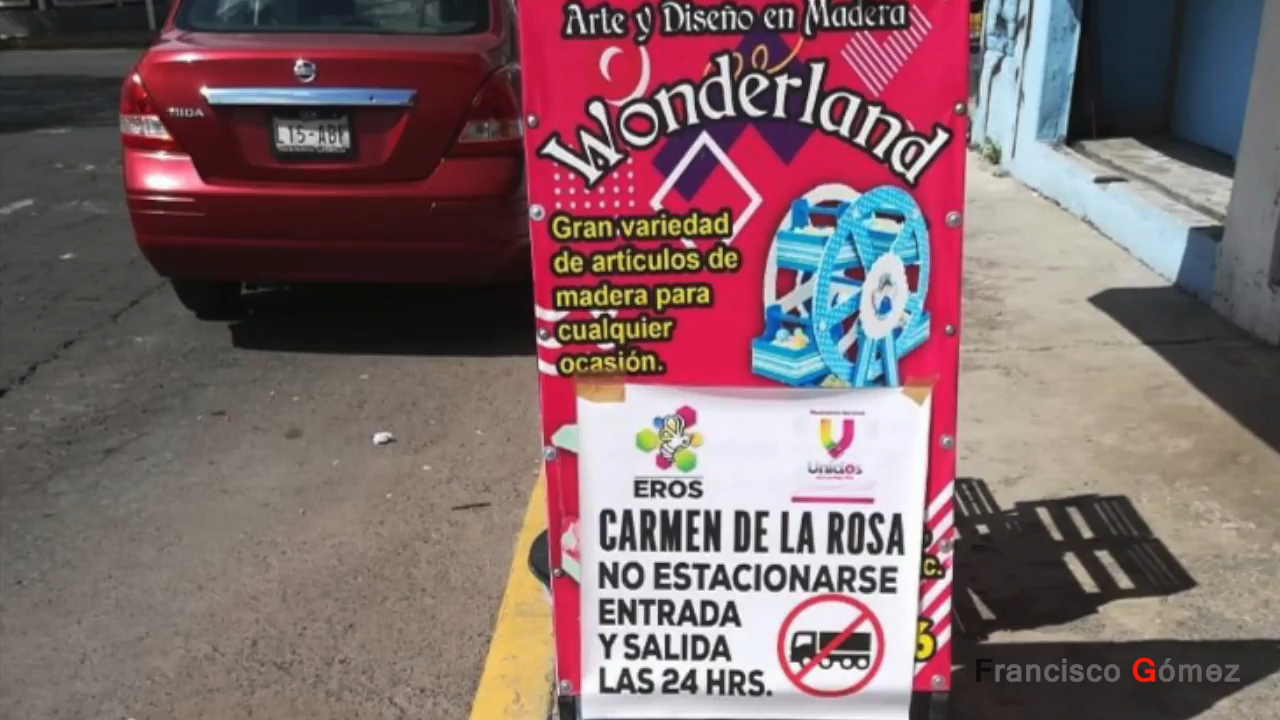 Arte y Diseño en Madera
Wonderland
Gran variedad
de artículos de
madera para
cualquier
ocasión.
EROS
Unidos
CARMEN DE LA ROSA
NO ESTACIONARSE
ENTRADA
Y SALIDA
LAS 24 HRS.
TIIDA
Francisco Gómez